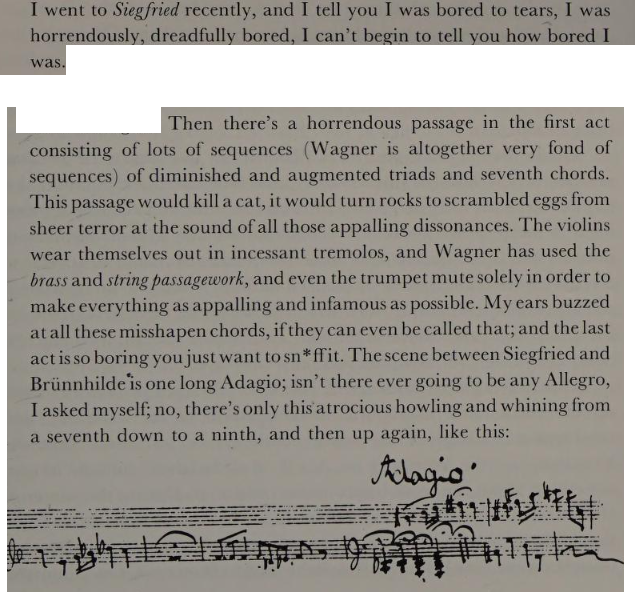 I went to Siegfried recently, and I tell you I was bored to tears, I was
horrendously, dreadfully bored, I can't begin to tell you how bored I
was.
Then there's a horrendous passage in the first act
consisting of lots of sequences (Wagner is altogether very fond of
sequences) of diminished and augmented triads and seventh chords.
This passage would kill a cat, it would turn rocks to scrambled eggs from
sheer terror at the sound of all those appalling dissonances. The violins
wear themselves out in incessant tremolos, and Wagner has used the
brass and string passagework, and even the trumpet mute solely in order to
make everything as appalling and infamous as possible. My ears buzzed
at all these misshapen chords, if they can even be called that; and the last
act is so boring you just want to sn*ff it. The scene between Siegfried and
Brünnhilde is one long Adagio; isn't there ever going to be any Allegro,
I asked myself; no, there's only this atrocious howling and whining from
a seventh down to a ninth, and then up again, like this:
Adagio